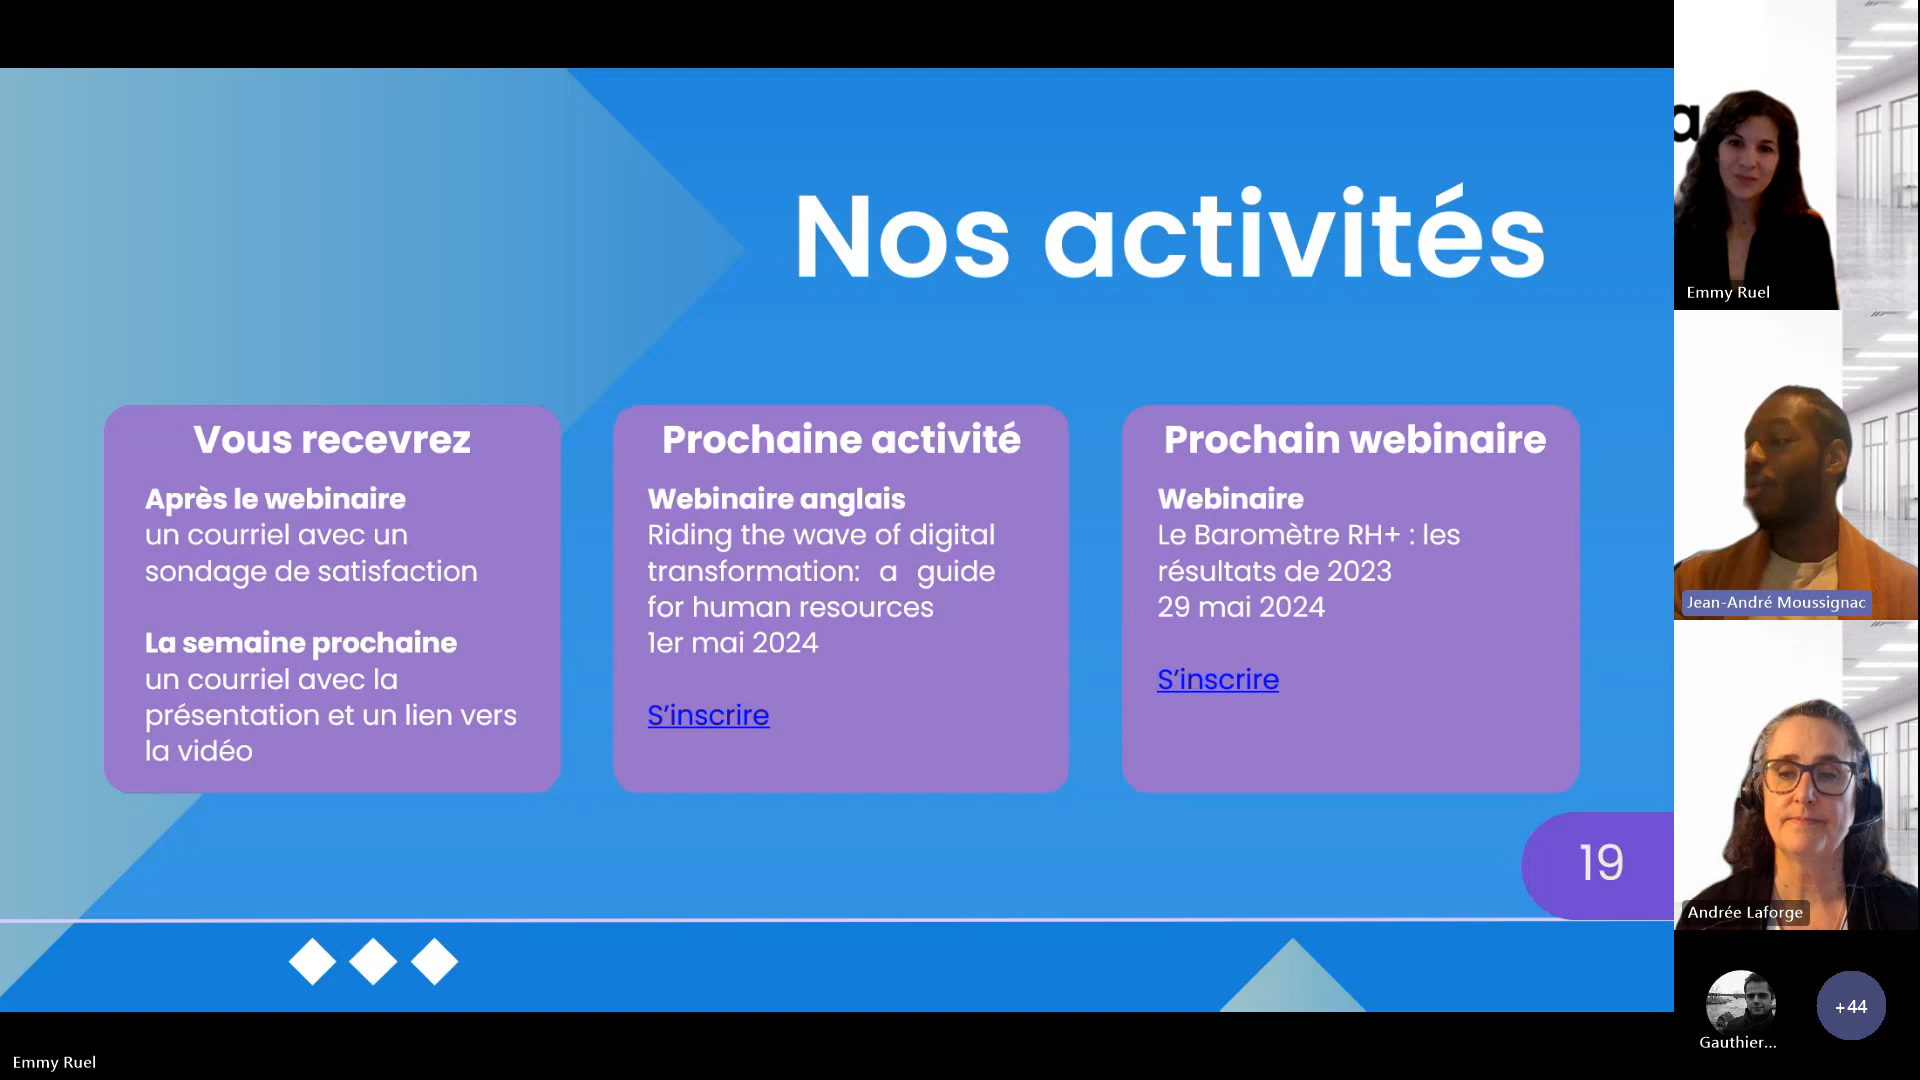 Nos activités
Vous recevrez
Après le webinaire
un courriel avec un
sondage de satisfaction
La semaine prochaine
un courriel avec la
présentation et un lien vers
la vidéo
Prochaine activité
Webinaire anglais
Riding the wave of digital
transformation: a guide
for human resources
1er mai 2024
S’inscrire
Prochain webinaire
Webinaire
Le Baromètre RH+ : les
résultats de 2023
29 mai 2024
S’inscrire
19
a
Emmy Ruel
Jean-André Moussignac
Andrée Laforge
Gauthier...
+44
Emmy Ruel